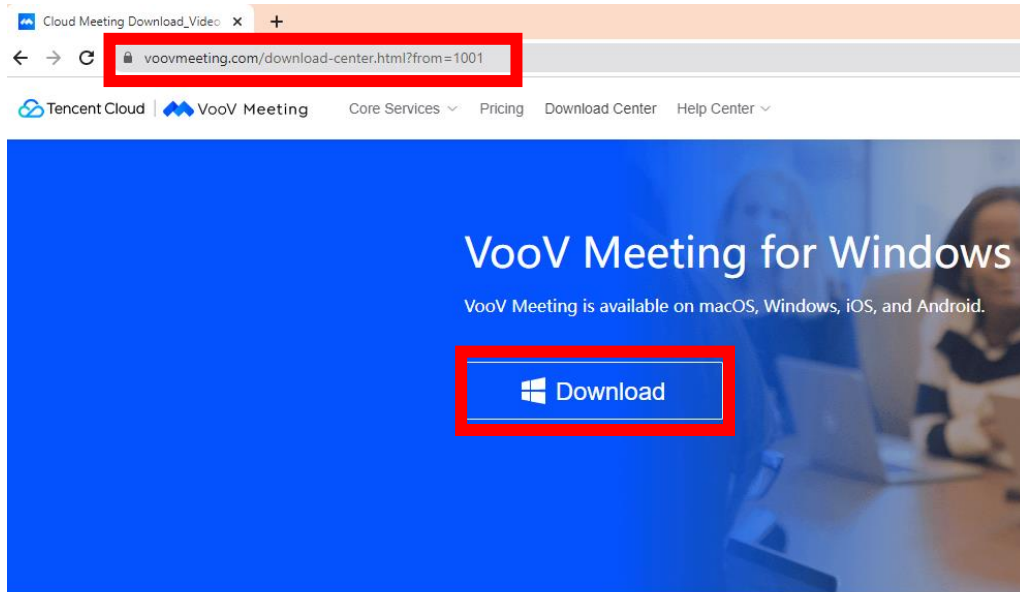 Cloud Meeting Download_Video
voovmeeting.com/download-center.html?from=1001
Tencent Cloud VooV Meeting Core Services Pricing Download Center Help Center
VooV Meeting for Windows
VooV Meeting is available on macOS, Windows, iOS, and Android.
Download